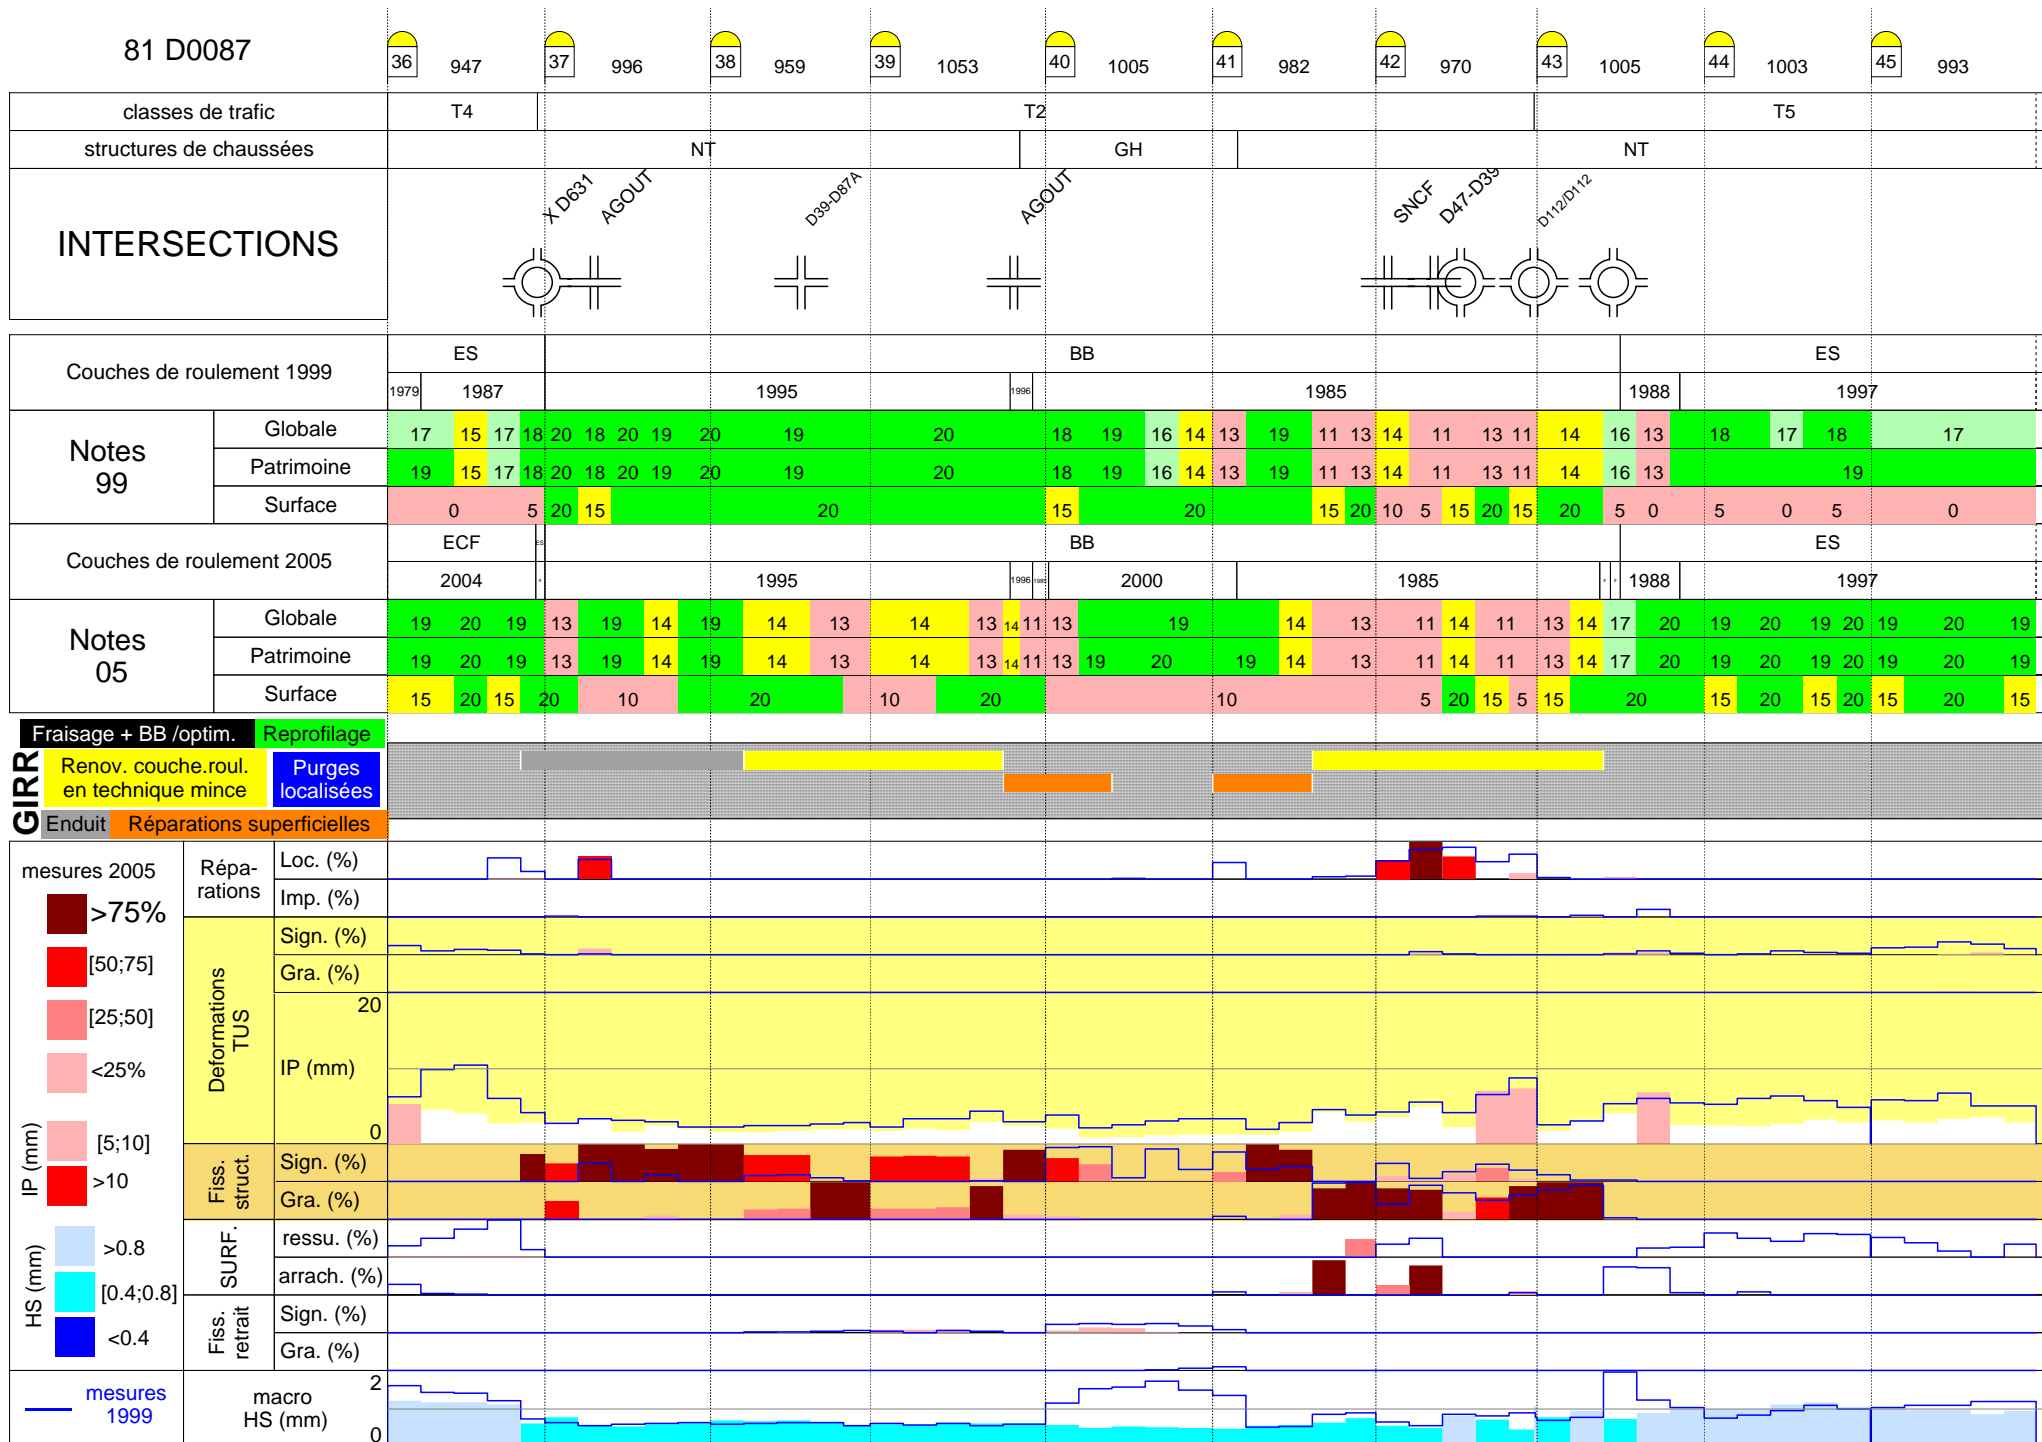 81 D0087
36 947 37 996 38 959 39 1053 40 1005 41 982 42 970 43 1005 44 1003 45 993
classes de trafic T4 T2 T5
structures de chaussées NT GH NT
INTERSECTIONS
X D631 AGOUT D39-D87A AGOUT SNCF D47-D39 D112/D112
Couches de roulement 1999
ES BB ES
1979 1987 1995 1996 1985 1988 1997
Notes
99
Globale 17 15 17 18 20 18 20 19 20 19 20 18 19 16 14 13 19 11 13 14 11 13 11 14 16 13 18 17 18 17
Patrimoine 19 15 17 18 20 18 20 19 20 19 20 18 19 16 14 13 19 11 13 14 11 13 11 14 16 13 19
Surface 0 5 20 15 20 15 20 15 20 10 5 15 20 15 20 5 0 5 0 5 0
Couches de roulement 2005
ECF ES BB ES
2004 1995 1996 1985 2000 1985 1988 1997
Notes
05
Globale 19 20 19 13 19 14 19 14 13 14 13 14 11 13 19 14 13 11 14 11 13 14 17 20 19 20 19 20 19 20 19
Patrimoine 19 20 19 13 19 14 19 14 13 14 13 14 11 13 19 20 19 14 13 11 14 11 13 14 17 20 19 20 19 20 19 20 19
Surface 15 20 15 20 10 20 10 20 10 5 20 15 5 15 20 15 20 15 20 15 20 15
GIRR
Fraisage + BB /optim. Reprofilage
Renov. couche.roul.
en technique mince
Purges
localisées
Enduit Réparations superficielles
mesures 2005
>75%
[50;75]
[25;50]
<25%
IP (mm)
[5;10]
>10
HS (mm)
>0.8
[0.4;0.8]
<0.4
mesures
1999
Répa-
rations
Loc. (%)
Imp. (%)
Deformations
TUS
Sign. (%)
Gra. (%)
20
IP (mm)
0
Fiss.
struct.
Sign. (%)
Gra. (%)
SURF.
ressu. (%)
arrach. (%)
Fiss.
retrait
Sign. (%)
Gra. (%)
macro
HS (mm)
2
0